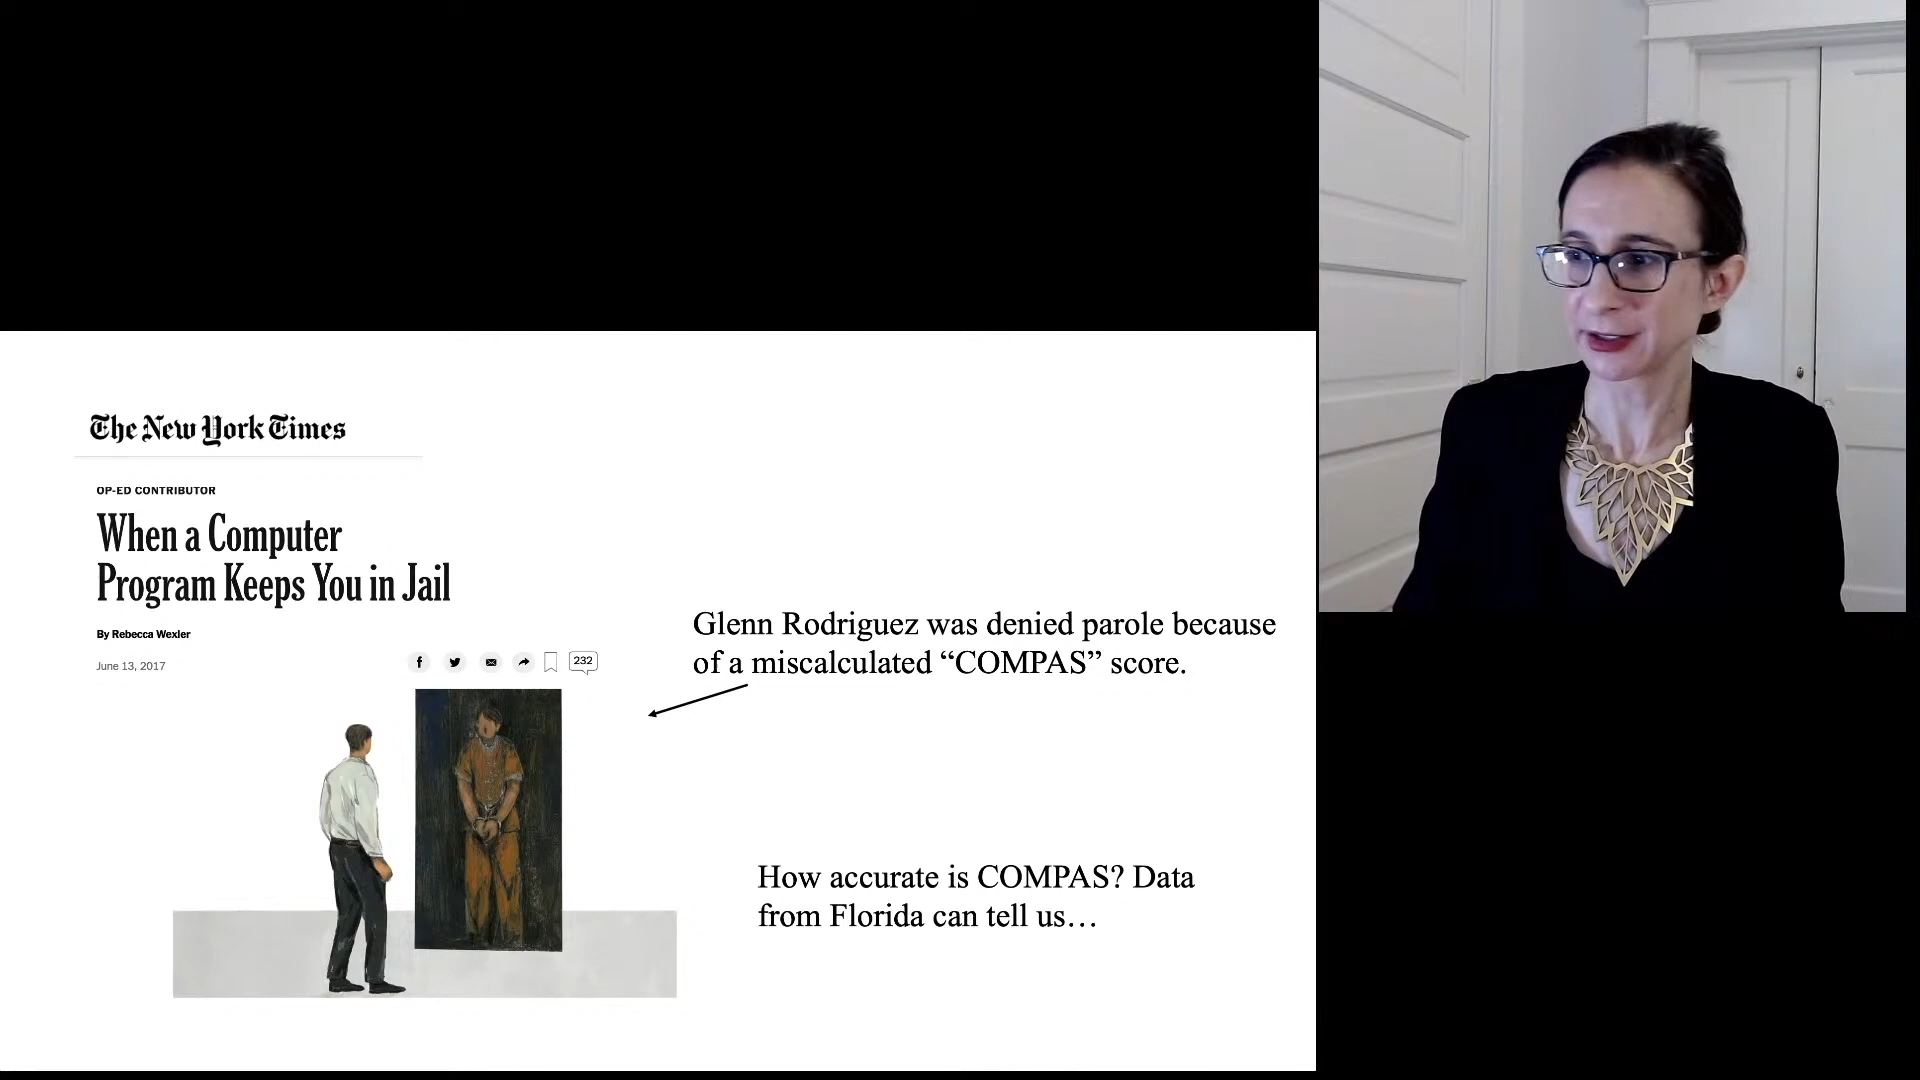 The New York Times
OP-ED CONTRIBUTOR
When a Computer
Program Keeps You in Jail
By Rebecca Wexler
June 13, 2017
232
Glenn Rodriguez was denied parole because
of a miscalculated “COMPAS” score.
How accurate is COMPAS? Data
from Florida can tell us…